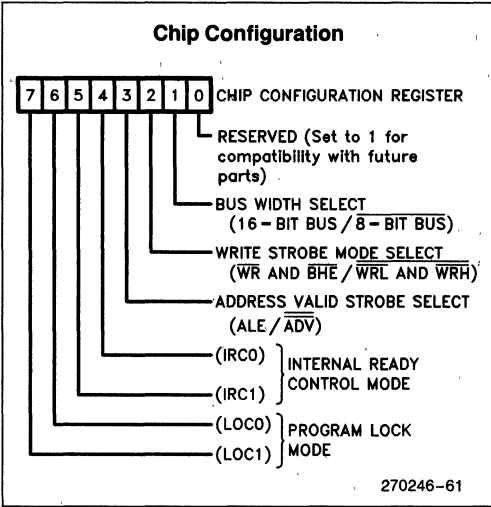 Chip Configuration
7 6 5 4 3 2 1 0 CHIP CONFIGURATION REGISTER
RESERVED (Set to 1 for
compatibility with future
parts)
BUS WIDTH SELECT
(16-BIT BUS / 8-BIT BUS)
WRITE STROBE MODE SELECT
(WR AND BHE / WRL AND WRH)
ADDRESS VALID STROBE SELECT
(ALE / ADV)
(IRC0)
(IRC1)
INTERNAL READY
CONTROL MODE
(LOC0)
(LOC1)
PROGRAM LOCK
MODE
270246-61